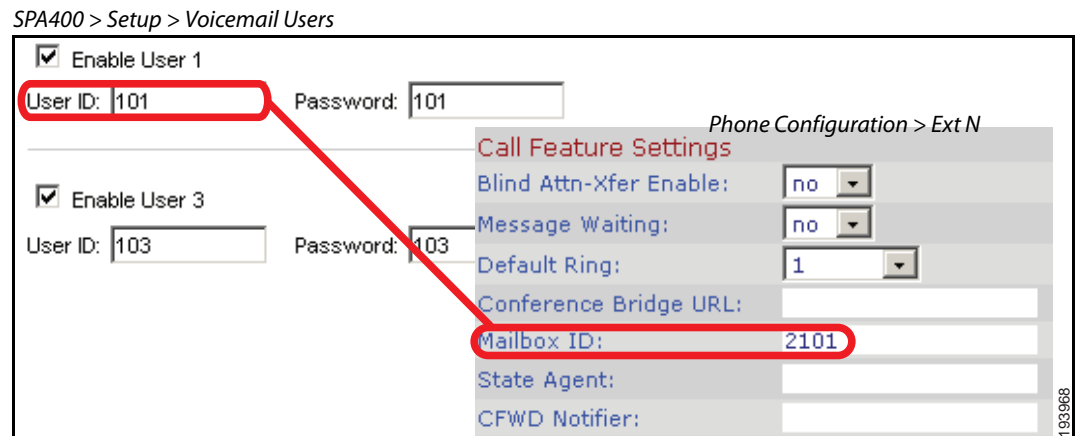 SPA400 > Setup > Voicemail Users
Enable User 1
User ID: 101 Password: 101
Phone Configuration > Ext N
Call Feature Settings
Enable User 3
User ID: 103 Password: 103
Blind Attn-Xfer Enable: no
Message Waiting: no
Default Ring: 1
Conference Bridge URL:
Mailbox ID: 2101
State Agent:
CFWD Notifier:
193968